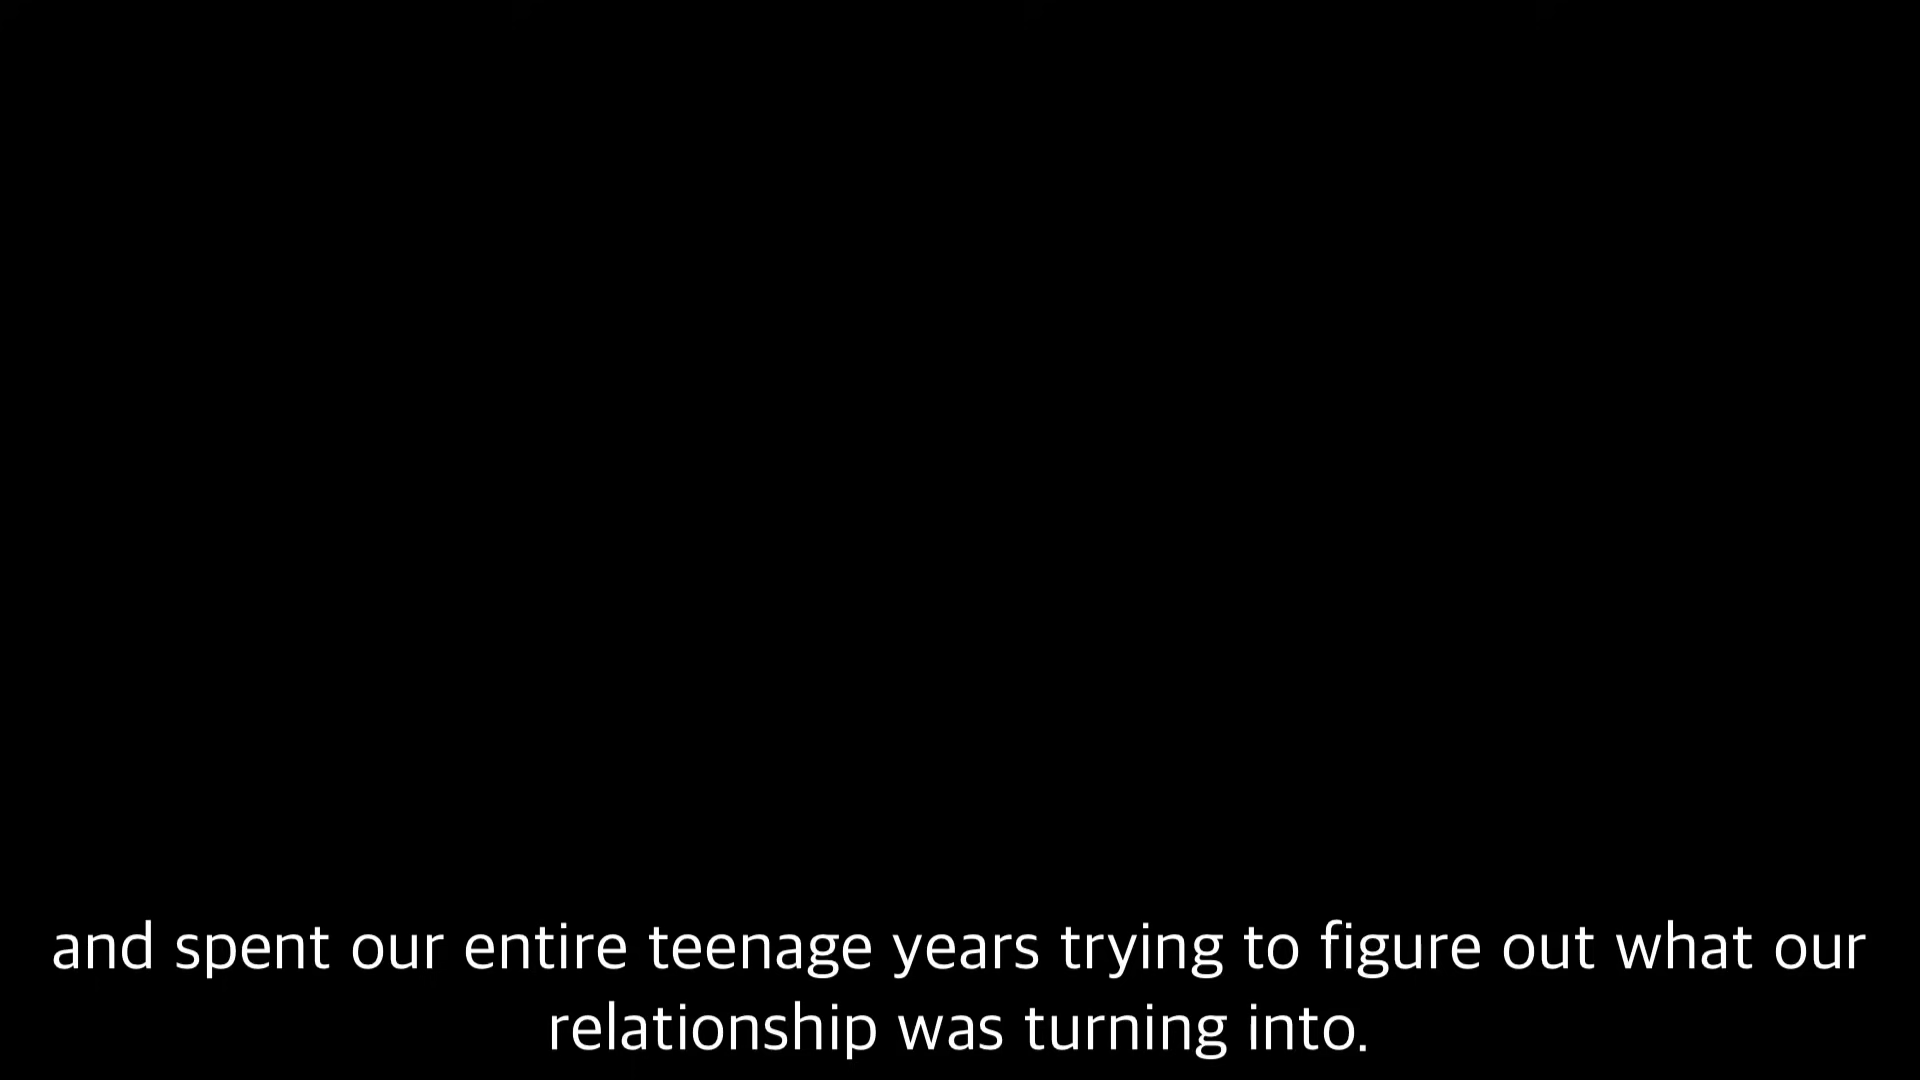 and spent our entire teenage years trying to figure out what our
relationship was turning into.